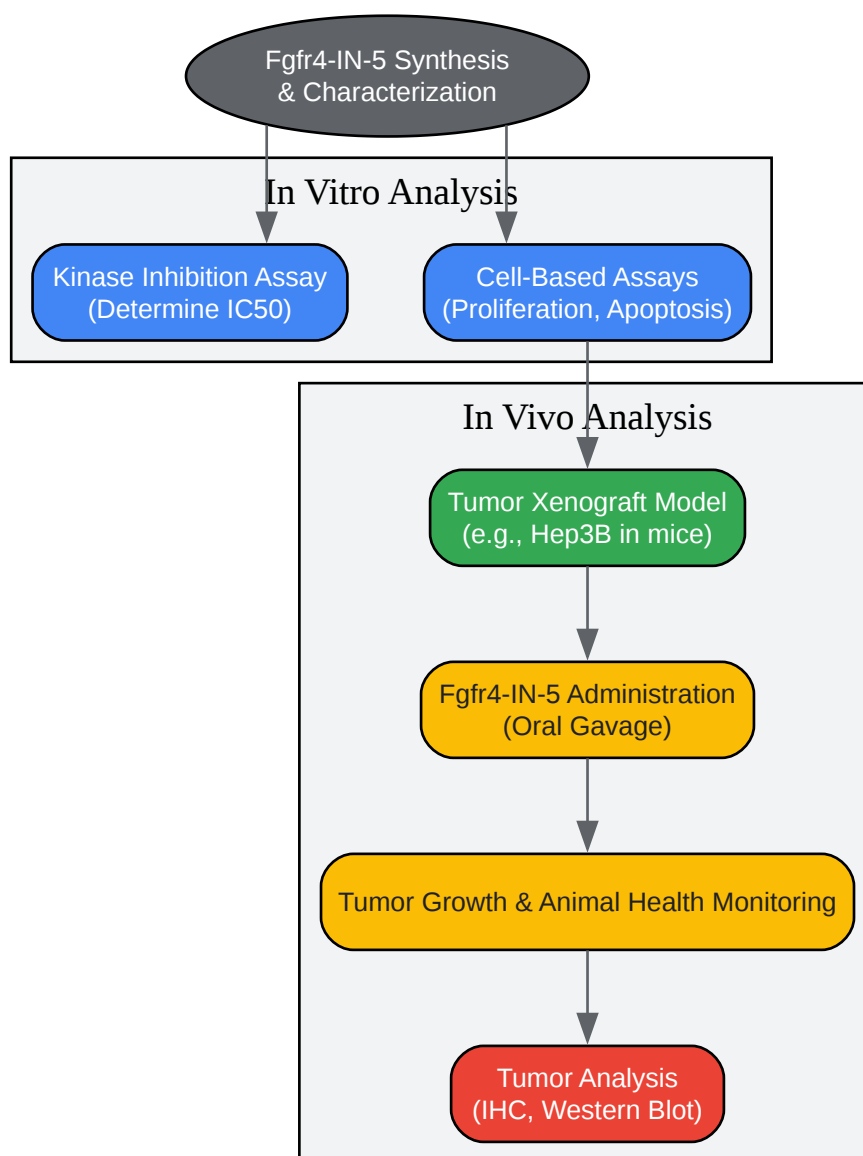 Fgfr4-IN-5 Synthesis
& Characterization
In Vitro Analysis
Kinase Inhibition Assay
(Determine IC50)
Cell-Based Assays
(Proliferation, Apoptosis)
In Vivo Analysis
Tumor Xenograft Model
(e.g., Hep3B in mice)
Fgfr4-IN-5 Administration
(Oral Gavage)
Tumor Growth & Animal Health Monitoring
Tumor Analysis
(IHC, Western Blot)